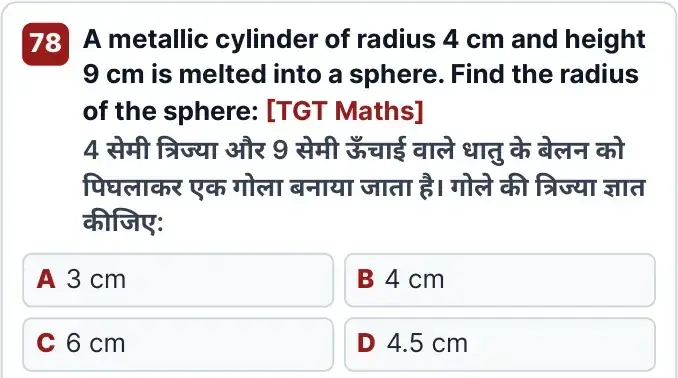 78 A metallic cylinder of radius 4 cm and height
9 cm is melted into a sphere. Find the radius
of the sphere: [TGT Maths]
4 सेमी त्रिज्या और 9 सेमी ऊँचाई वाले धातु के बेलन को
पिघलाकर एक गोला बनाया जाता है। गोले की त्रिज्या ज्ञात
कीजिए:
A 3 cm
B 4 cm
C 6 cm
D 4.5 cm